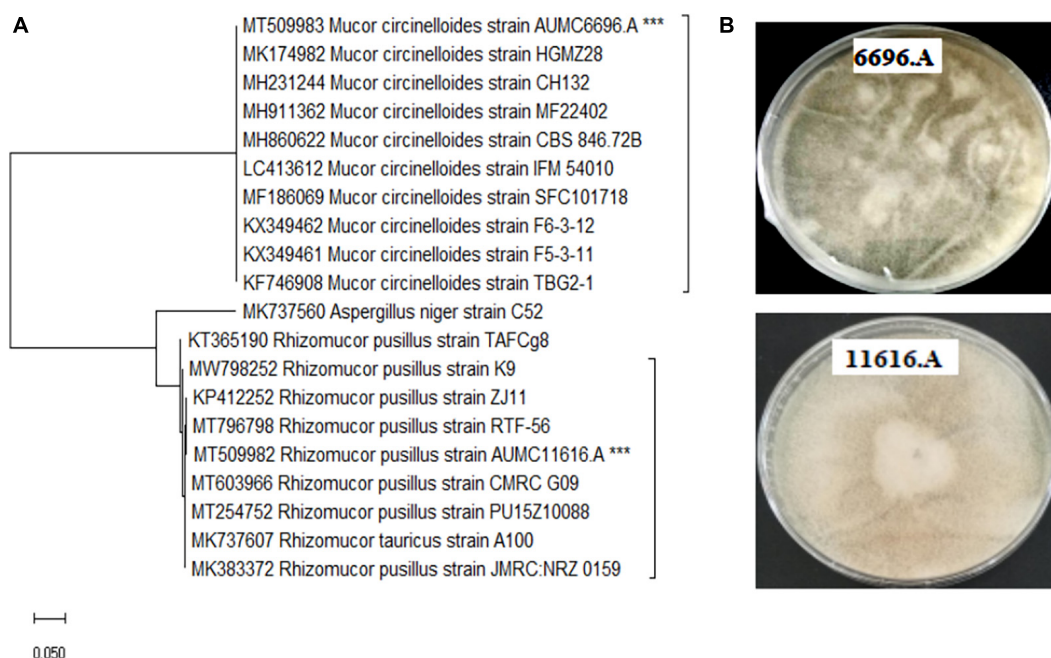 A
MT509983 Mucor circinelloides strain AUMC6696.A ***
MK174982 Mucor circinelloides strain HGMZ28
MH231244 Mucor circinelloides strain CH132
MH911362 Mucor circinelloides strain MF22402
MH860622 Mucor circinelloides strain CBS 846.72B
LC413612 Mucor circinelloides strain IFM 54010
MF186069 Mucor circinelloides strain SFC101718
KX349462 Mucor circinelloides strain F6-3-12
KX349461 Mucor circinelloides strain F5-3-11
KF746908 Mucor circinelloides strain TBG2-1
MK737560 Aspergillus niger strain C52
KT365190 Rhizomucor pusillus strain TAFCg8
MW798252 Rhizomucor pusillus strain K9
KP412252 Rhizomucor pusillus strain ZJ11
MT796798 Rhizomucor pusillus strain RTF-56
MT509982 Rhizomucor pusillus strain AUMC11616.A ***
MT603966 Rhizomucor pusillus strain CMRC G09
MT254752 Rhizomucor pusillus strain PU15Z10088
MK737607 Rhizomucor tauricus strain A100
MK383372 Rhizomucor pusillus strain JMRC:NRZ 0159
0.050
B
6696.A
11616.A